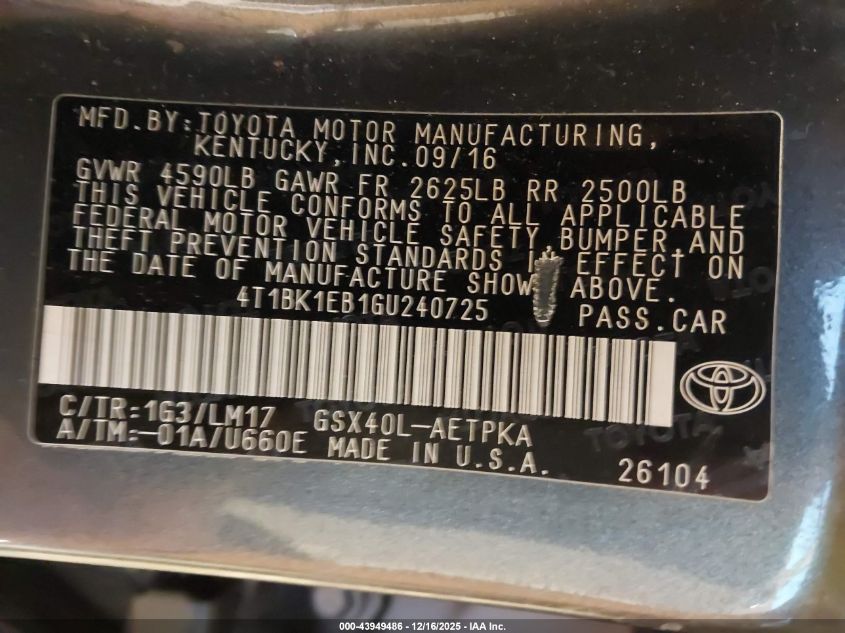 MFD.BY:TOYOTA MOTOR MANUFACTURING,
KENTUCKY,INC.09/16
GVWR 4590LB GAWR FR 2625LB RR 2500LB
THIS VEHICLE CONFORMS TO ALL APPLICABLE
FEDERAL MOTOR VEHICLE SAFETY, BUMPER,AND
THEFT PREVENTION STANDARDS I EFFECT ON
THE DATE OF MANUFACTURE SHOW ABOVE.
4T1BK1EB1GU240725 PASS.CAR
C/TR:1G3/LM17 GSX40L-AETPKA
A/TM:-01A/U660E MADE IN U.S.A.
26104
000-43949486 - 12/16/2025 - IAA Inc.